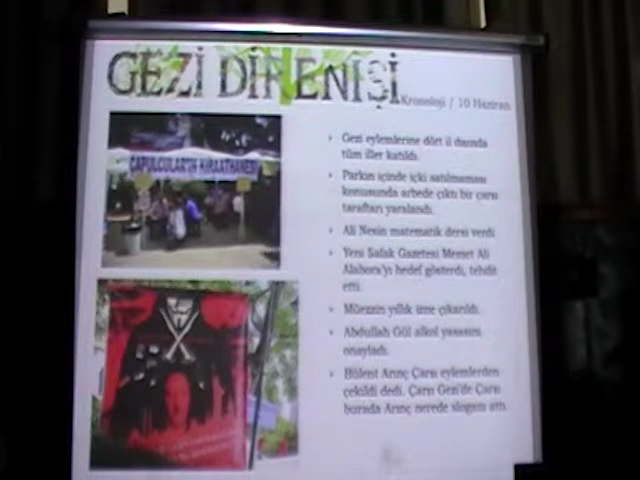 GEZİ DİRENİŞİ
Kronoloji / 10 Haziran
ÇAPULCULAR'IN KIRAATHANESİ
Gezi eylemlerine dört il dışında
tüm iller katıldı.
Parkın içinde içki satılmaması
konusunda arbede çıktı bir çarşı
taraftarı yaralandı.
Ali Nesin matematik dersi verdi
Yeni Şafak Gazetesi Memet Ali
Alabora'yı hedef gösterdi, tehdit
etti.
Müezzin yıllık izne çıkarıldı.
Abdullah Gül alkol yasasını
onayladı.
Bülent Arınç Çarşı eylemlerden
çekildi dedi. Çarşı Gezi'de Çarşı
burada Arınç nerede sloganı attı